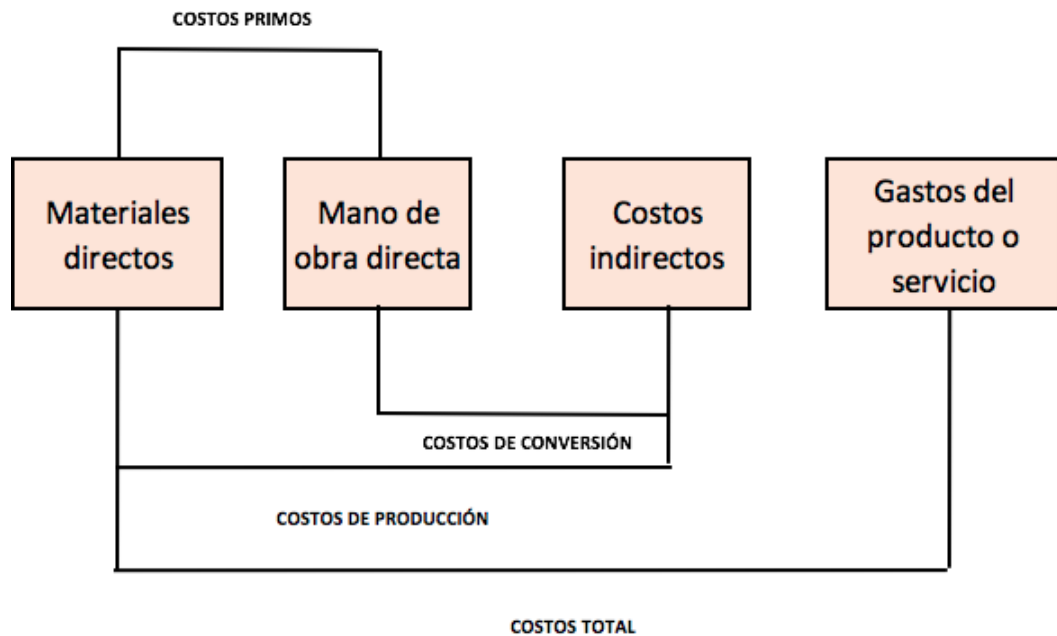 COSTOS PRIMOS
Materiales
directos
Mano de
obra directa
Costos
indirectos
Gastos del
producto o
servicio
COSTOS DE CONVERSIÓN
COSTOS DE PRODUCCIÓN
COSTOS TOTAL